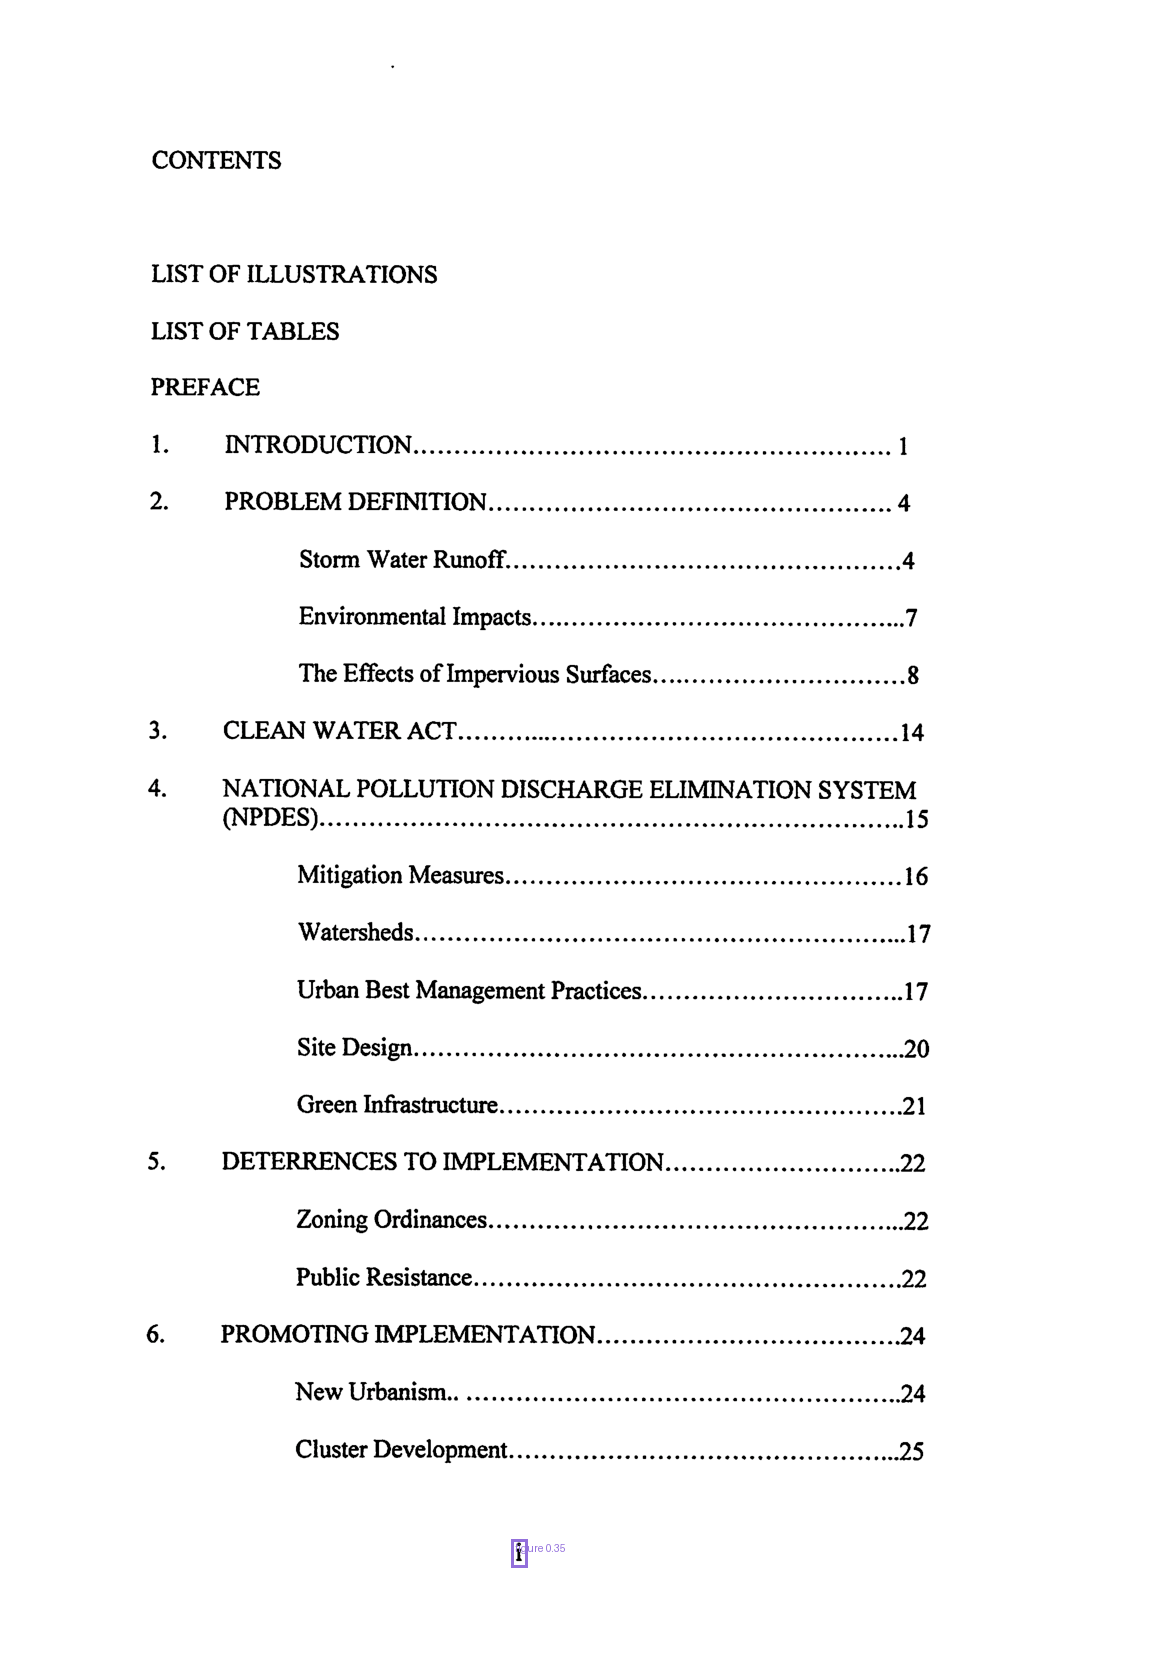 CONTENTS
LIST OF ILLUSTRATIONS
LIST OF TABLES
PREFACE
1. INTRODUCTION.......................................................... 1
2. PROBLEM DEFINITION................................................. 4
Storm Water Runoff................................................4
Environmental Impacts..............................................7
The Effects of Impervious Surfaces...............................8
3. CLEAN WATER ACT......................................................14
4. NATIONAL POLLUTION DISCHARGE ELIMINATION SYSTEM
(NPDES).......................................................................15
Mitigation Measures................................................16
Watersheds............................................................17
Urban Best Management Practices................................17
Site Design............................................................20
Green Infrastructure.................................................21
5. DETERRENCES TO IMPLEMENTATION.............................22
Zoning Ordinances...................................................22
Public Resistance....................................................22
6. PROMOTING IMPLEMENTATION.....................................24
New Urbanism.. .....................................................24
Cluster Development................................................25
i